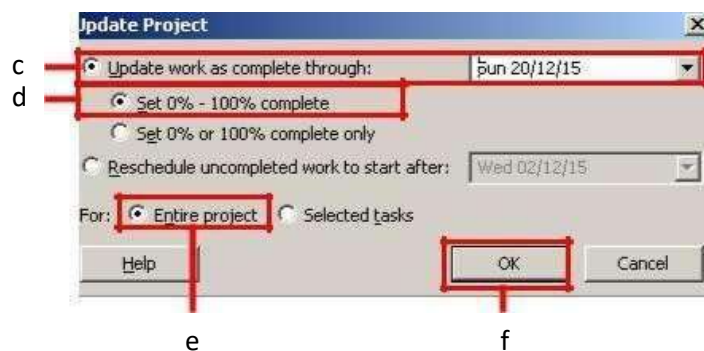 Update Project
c Update work as complete through: Sun 20/12/15
d Set 0% - 100% complete
Set 0% or 100% complete only
Reschedule uncompleted work to start after: Wed 02/12/15
For: Entire project Selected tasks
Help OK Cancel
e f